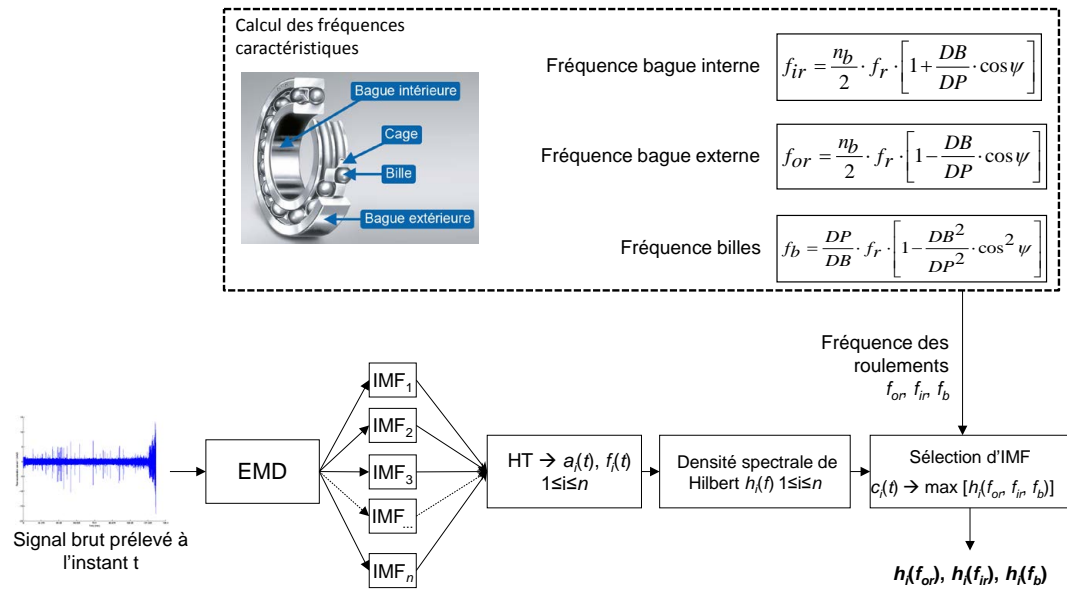 Calcul des fréquences
caractéristiques
Bague intérieure
Cage
Bille
Bague extérieure
Fréquence bague interne
f_ir = n_b/2 · f_r · [1 + DB/DP · cos ψ]
Fréquence bague externe
f_or = n_b/2 · f_r · [1 − DB/DP · cos ψ]
Fréquence billes
f_b = DP/DB · f_r · [1 − DB²/DP² · cos² ψ]
Fréquence des
roulements
f_or, f_ir, f_b
Signal brut prélevé à
l'instant t
EMD
IMF₁
IMF₂
IMF₃
IMF...
IMFₙ
HT → a_i(t), f_i(t)
1≤i≤n
Densité spectrale de
Hilbert h_i(f) 1≤i≤n
Sélection d'IMF
c_i(t) → max [h_i(f_or, f_ir, f_b)]
h_i(f_or), h_i(f_ir), h_i(f_b)